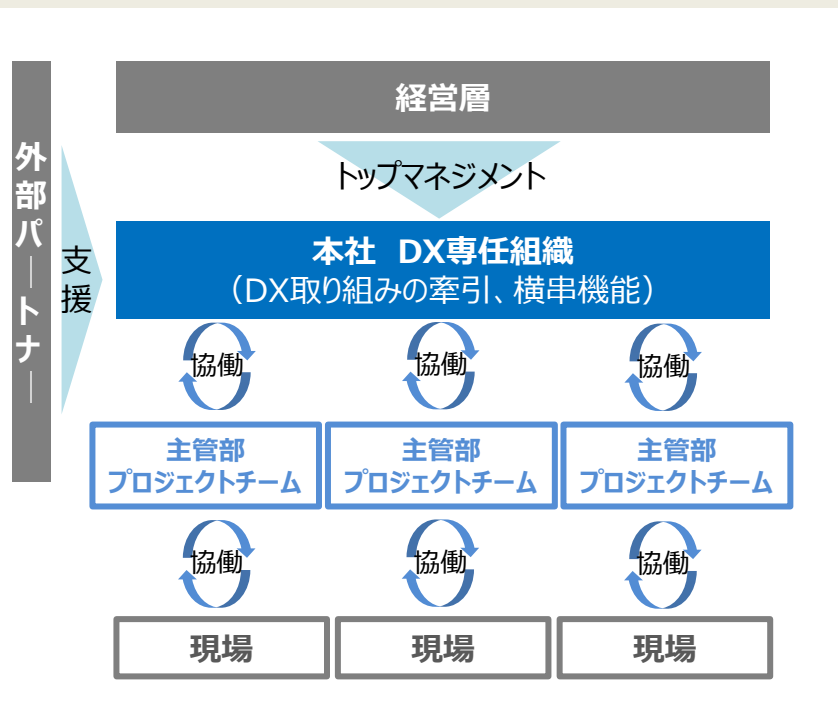 経営層
トップマネジメント
外部パートナー
支援
本社 DX専任組織
（DX取り組みの牽引、横串機能）
協働
協働
協働
主管部
プロジェクトチーム
主管部
プロジェクトチーム
主管部
プロジェクトチーム
協働
協働
協働
現場
現場
現場